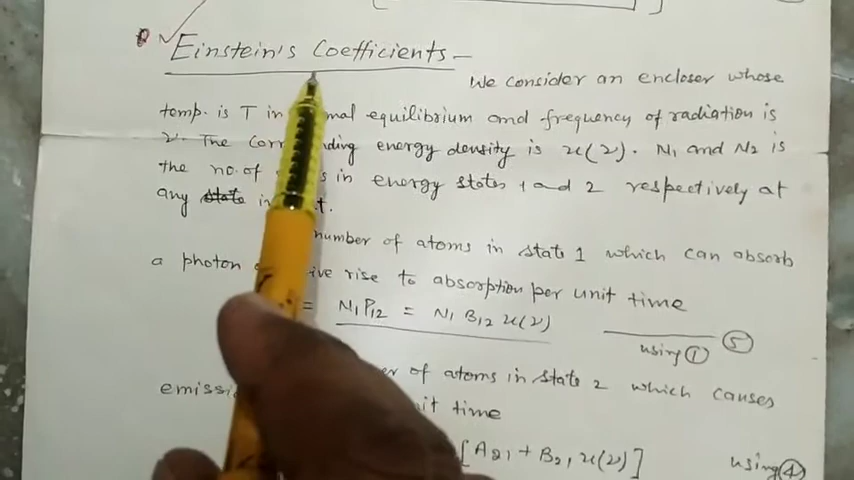 Einstein's Coefficients –
We consider an encloser whose
temp. is T in mal equilibrium and frequency of radiation is
ν. The Corr ding energy density is u(ν). N1 and N2 is
the no. of s in energy states 1 and 2 respectively at
any state in t.
number of atoms in state 1 which can absorb
a photon ive rise to absorption per unit time
= N1 P12 = N1 B12 u(ν) using ① ⑤
er of atoms in state 2 which causes
emissi it time
[A21 + B21 u(ν)] using ④